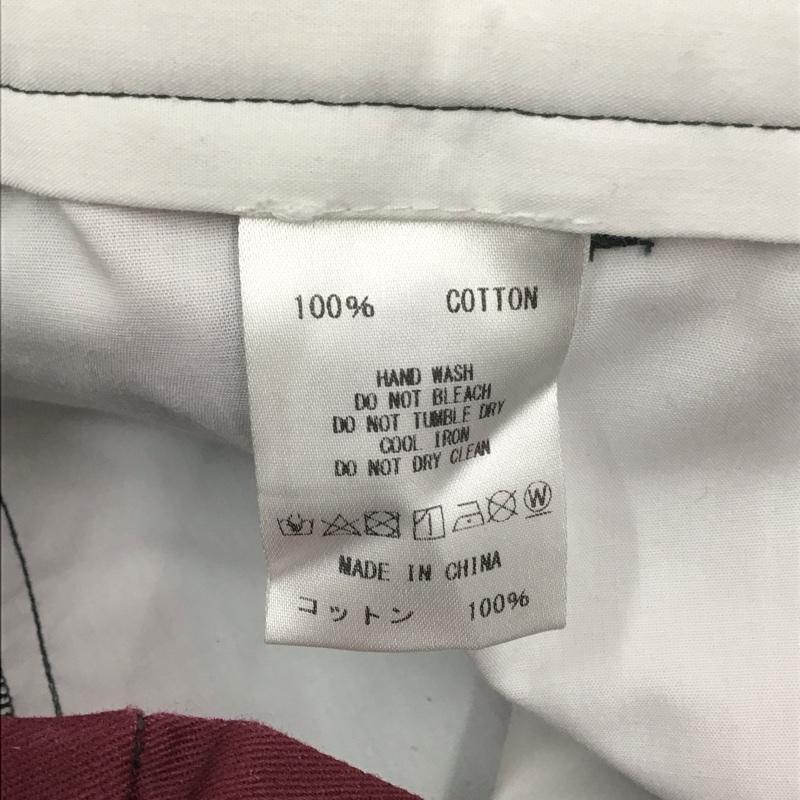 100% COTTON
HAND WASH
DO NOT BLEACH
DO NOT TUMBLE DRY
COOL IRON
DO NOT DRY CLEAN
W
MADE IN CHINA
コットン 100%